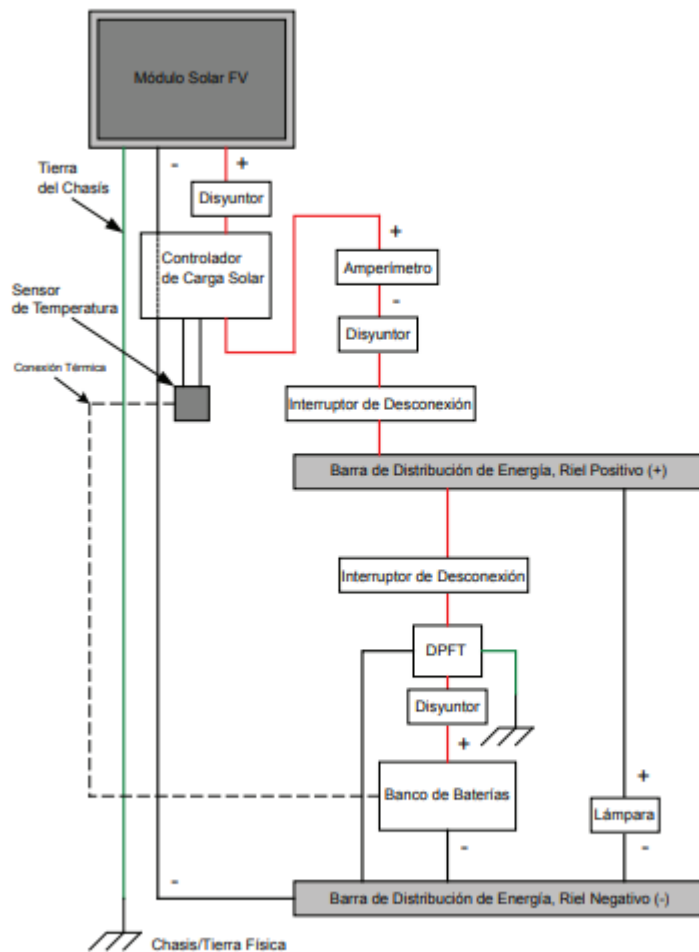 Módulo Solar FV
Tierra
del Chasís
-
+
Disyuntor
Controlador
de Carga Solar
+
Amperímetro
-
Sensor
de Temperatura
Disyuntor
Conexión Térmica
Interruptor de Desconexión
Barra de Distribución de Energía, Riel Positivo (+)
Interruptor de Desconexión
DPFT
Disyuntor
+
Banco de Baterías
+
Lámpara
-
-
-
Barra de Distribución de Energía, Riel Negativo (-)
Chasis/Tierra Física